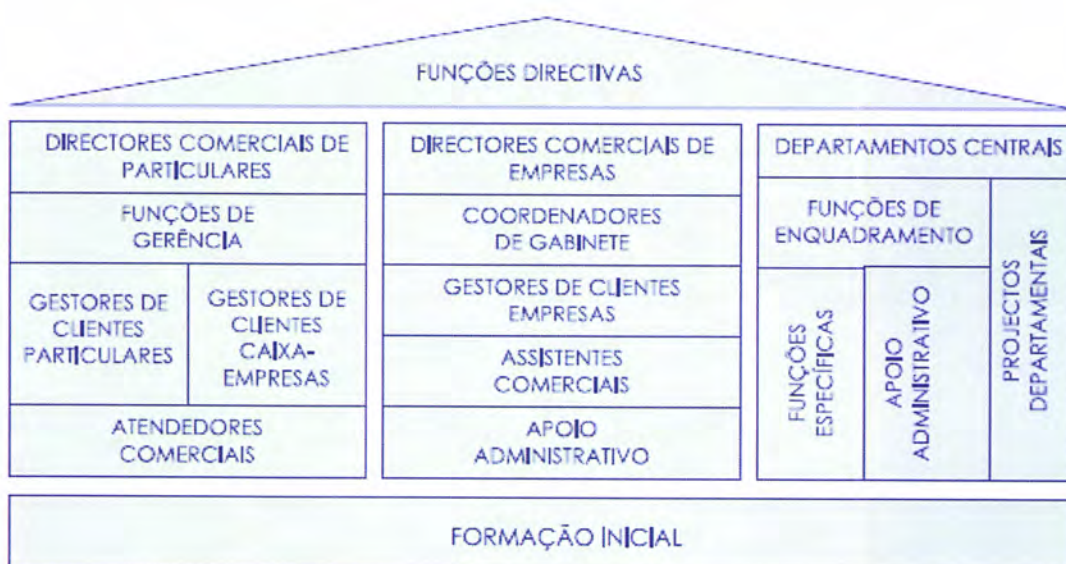 FUNÇÕES DIRECTIVAS
DIRECTORES COMERCIAIS DE
PARTICULARES
FUNÇÕES DE
GERÊNCIA
GESTORES DE
CLIENTES
PARTICULARES
GESTORES DE
CLIENTES
CAIXA-
EMPRESAS
ATENDEDORES
COMERCIAIS
DIRECTORES COMERCIAIS DE
EMPRESAS
COORDENADORES
DE GABINETE
GESTORES DE CLIENTES
EMPRESAS
ASSISTENTES
COMERCIAIS
APOIO
ADMINISTRATIVO
DEPARTAMENTOS CENTRAIS
FUNÇÕES DE
ENQUADRAMENTO
FUNÇÕES
ESPECÍFICAS
APOIO
ADMINISTRATIVO
PROJECTOS
DEPARTAMENTAIS
FORMAÇÃO INICIAL